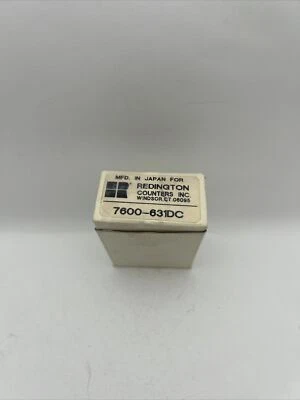 MFD. IN JAPAN FOR
REDINGTON
COUNTERS INC.
WINDSOR, CT. 06095
7600-631DC